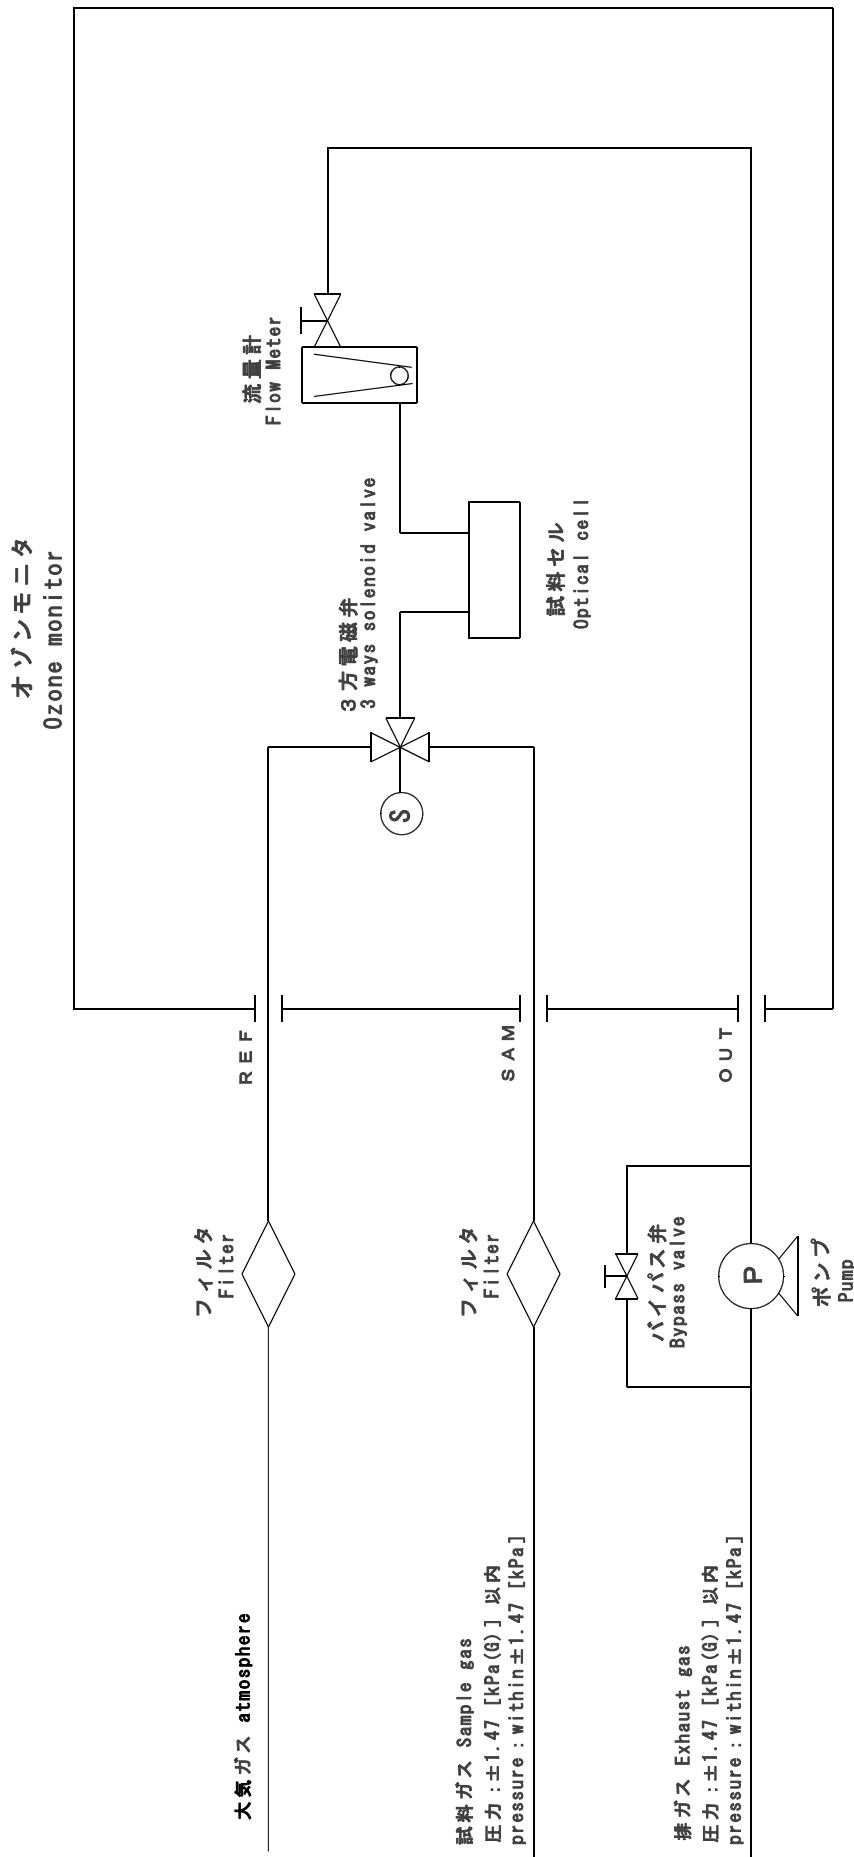 オゾンモニタ
Ozone monitor
流量計
Flow Meter
3方電磁弁
3 ways solenoid valve
試料セル
Optical cell
S
REF
SAM
OUT
フィルタ
Filter
フィルタ
Filter
バイパス弁
Bypass valve
P
ポンプ
Pump
大気ガス atmosphere
試料ガス Sample gas
圧力:±1.47 [kPa(G)] 以内
pressure:within±1.47 [kPa]
排ガス Exhaust gas
圧力:±1.47 [kPa(G)] 以内
pressure:within±1.47 [kPa]